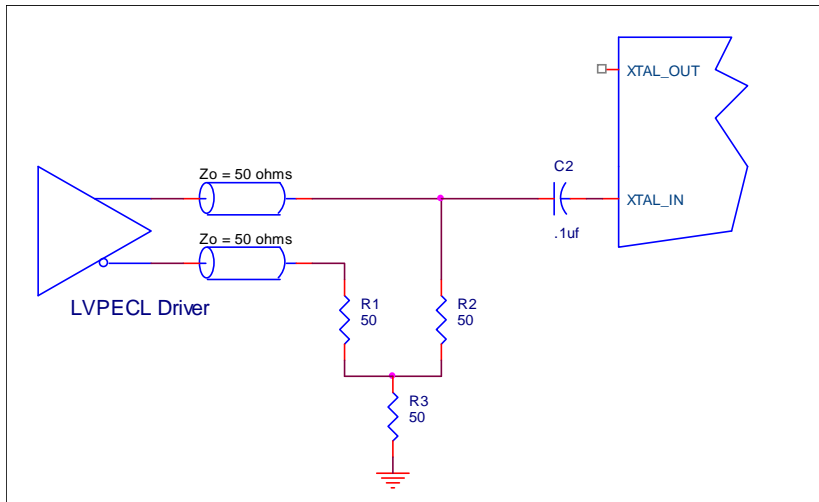 XTAL_OUT
C2
Zo = 50 ohms
XTAL_IN
.1uf
Zo = 50 ohms
LVPECL Driver
R1
50
R2
50
R3
50